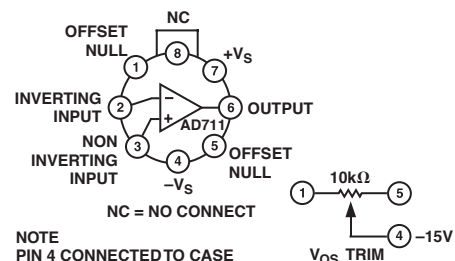 NC
OFFSET
NULL
8
+VS
1
7
INVERTING
INPUT
2
−
6
OUTPUT
+
AD711
NON
INVERTING
INPUT
3
5
OFFSET
NULL
4
−VS
NC = NO CONNECT
10kΩ
1
5
4
−15V
NOTE
PIN 4 CONNECTED TO CASE
VOS TRIM